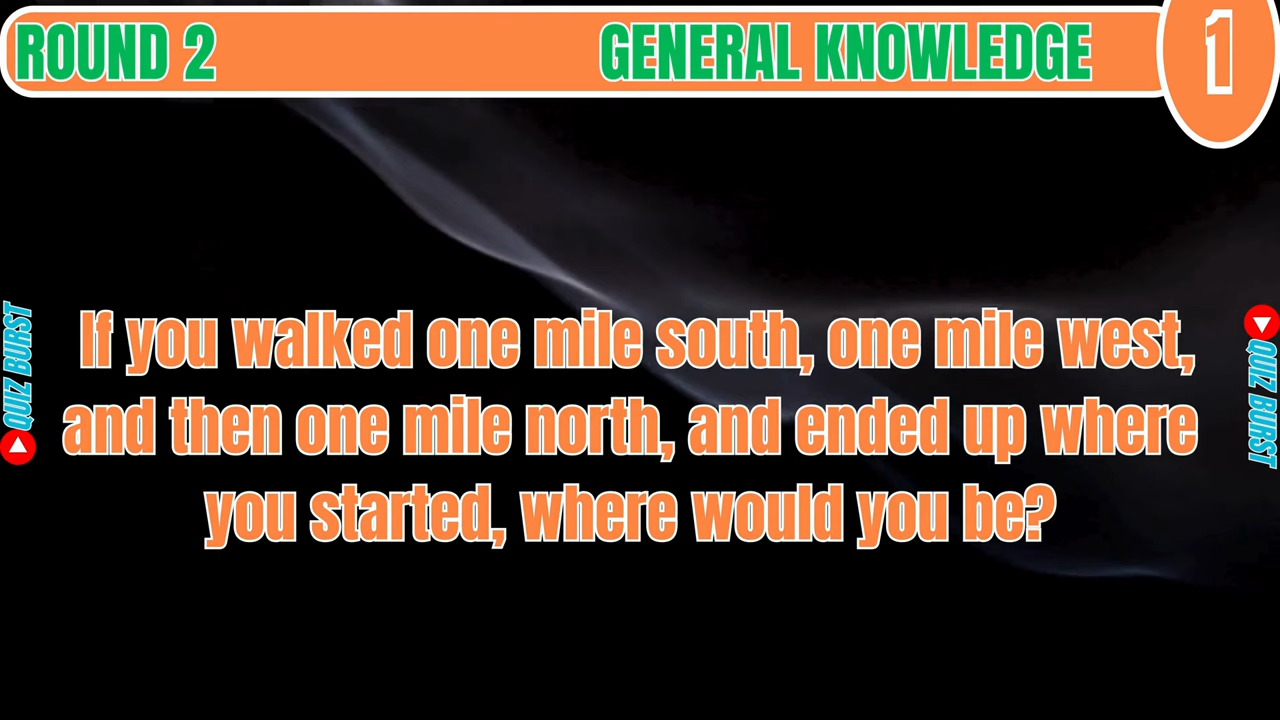 ROUND 2
GENERAL KNOWLEDGE
1
If you walked one mile south, one mile west,
and then one mile north, and ended up where
you started, where would you be?
QUIZ BURST
QUIZ BURST